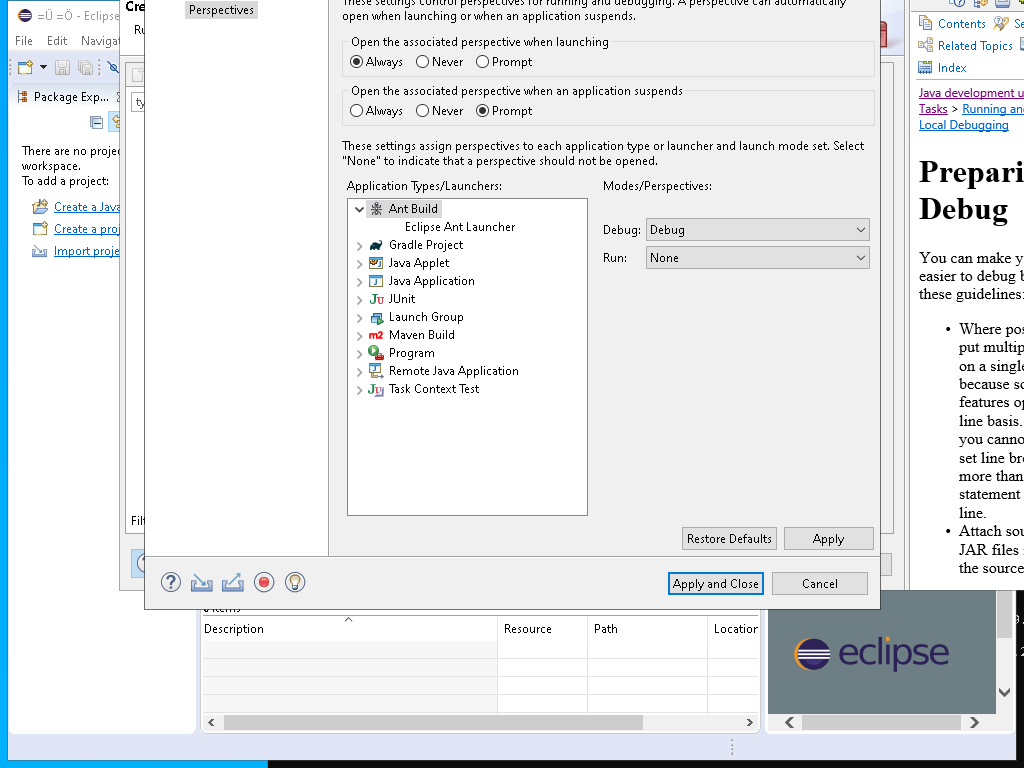 =Ü =Ö - Eclipse
File Edit Navigat
Package Exp...
There are no proje
workspace.
To add a project:
Create a Java
Create a proj
Import proje
Cre
Ru
ty
Filt
Perspectives
These settings control perspectives for running and debugging. A perspective can automatically
open when launching or when an application suspends.
Open the associated perspective when launching
Always Never Prompt
Open the associated perspective when an application suspends
Always Never Prompt
These settings assign perspectives to each application type or launcher and launch mode set. Select
"None" to indicate that a perspective should not be opened.
Application Types/Launchers:
Modes/Perspectives:
Ant Build
Eclipse Ant Launcher
Gradle Project
Java Applet
Java Application
JUnit
Launch Group
Maven Build
Program
Remote Java Application
Task Context Test
Debug: Debug
Run: None
Restore Defaults Apply
Apply and Close Cancel
Contents Se
Related Topics
Index
Java development u
Tasks > Running and
Local Debugging
Prepari
Debug
You can make y
easier to debug b
these guidelines:
• Where pos
put multip
on a single
because so
features op
line basis.
you canno
set line bre
more than
statement
line.
• Attach sou
JAR files
the source
Description Resource Path Location
eclipse